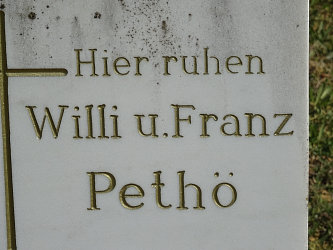 Hier ruhen
Willi u. Franz
Pethö